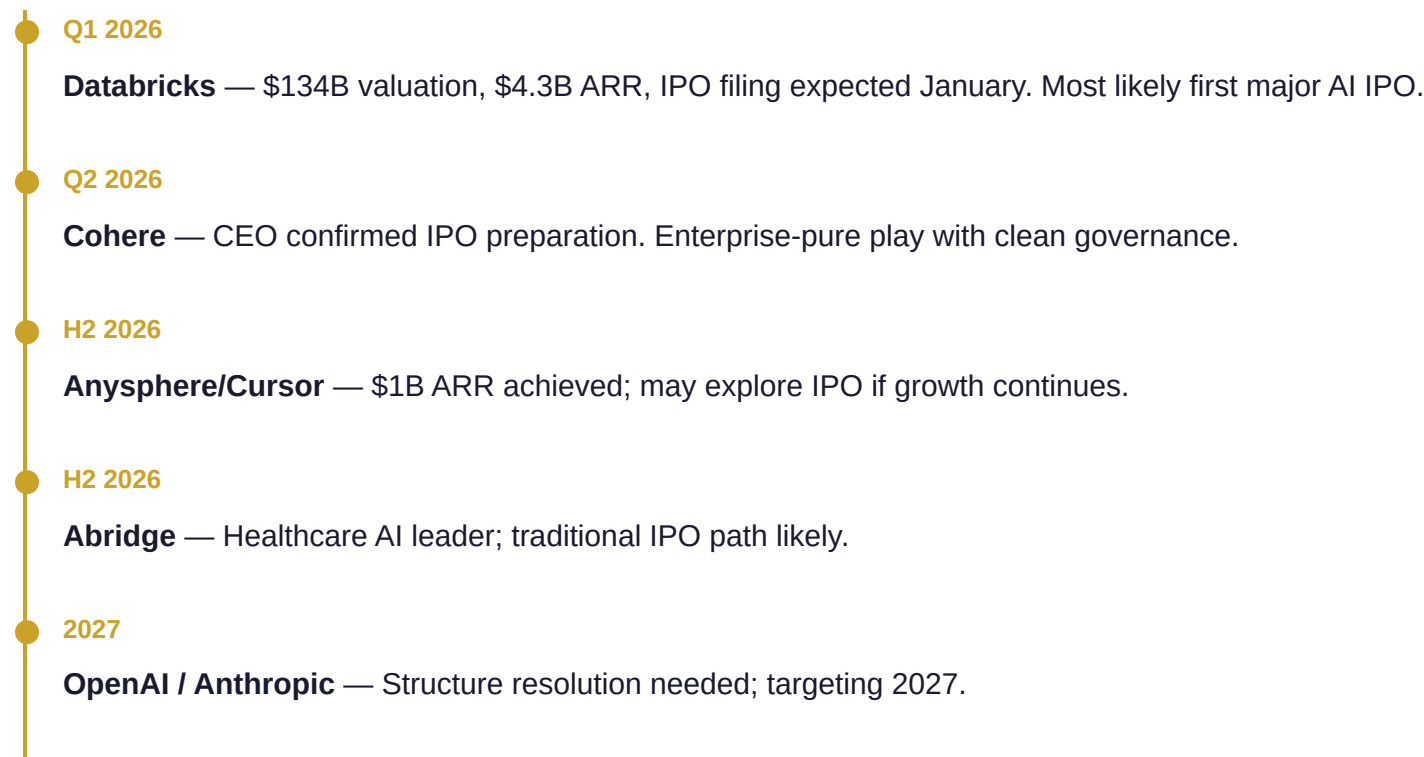 Q1 2026
Databricks — $134B valuation, $4.3B ARR, IPO filing expected January. Most likely first major AI IPO.
Q2 2026
Cohere — CEO confirmed IPO preparation. Enterprise-pure play with clean governance.
H2 2026
Anysphere/Cursor — $1B ARR achieved; may explore IPO if growth continues.
H2 2026
Abridge — Healthcare AI leader; traditional IPO path likely.
2027
OpenAI / Anthropic — Structure resolution needed; targeting 2027.